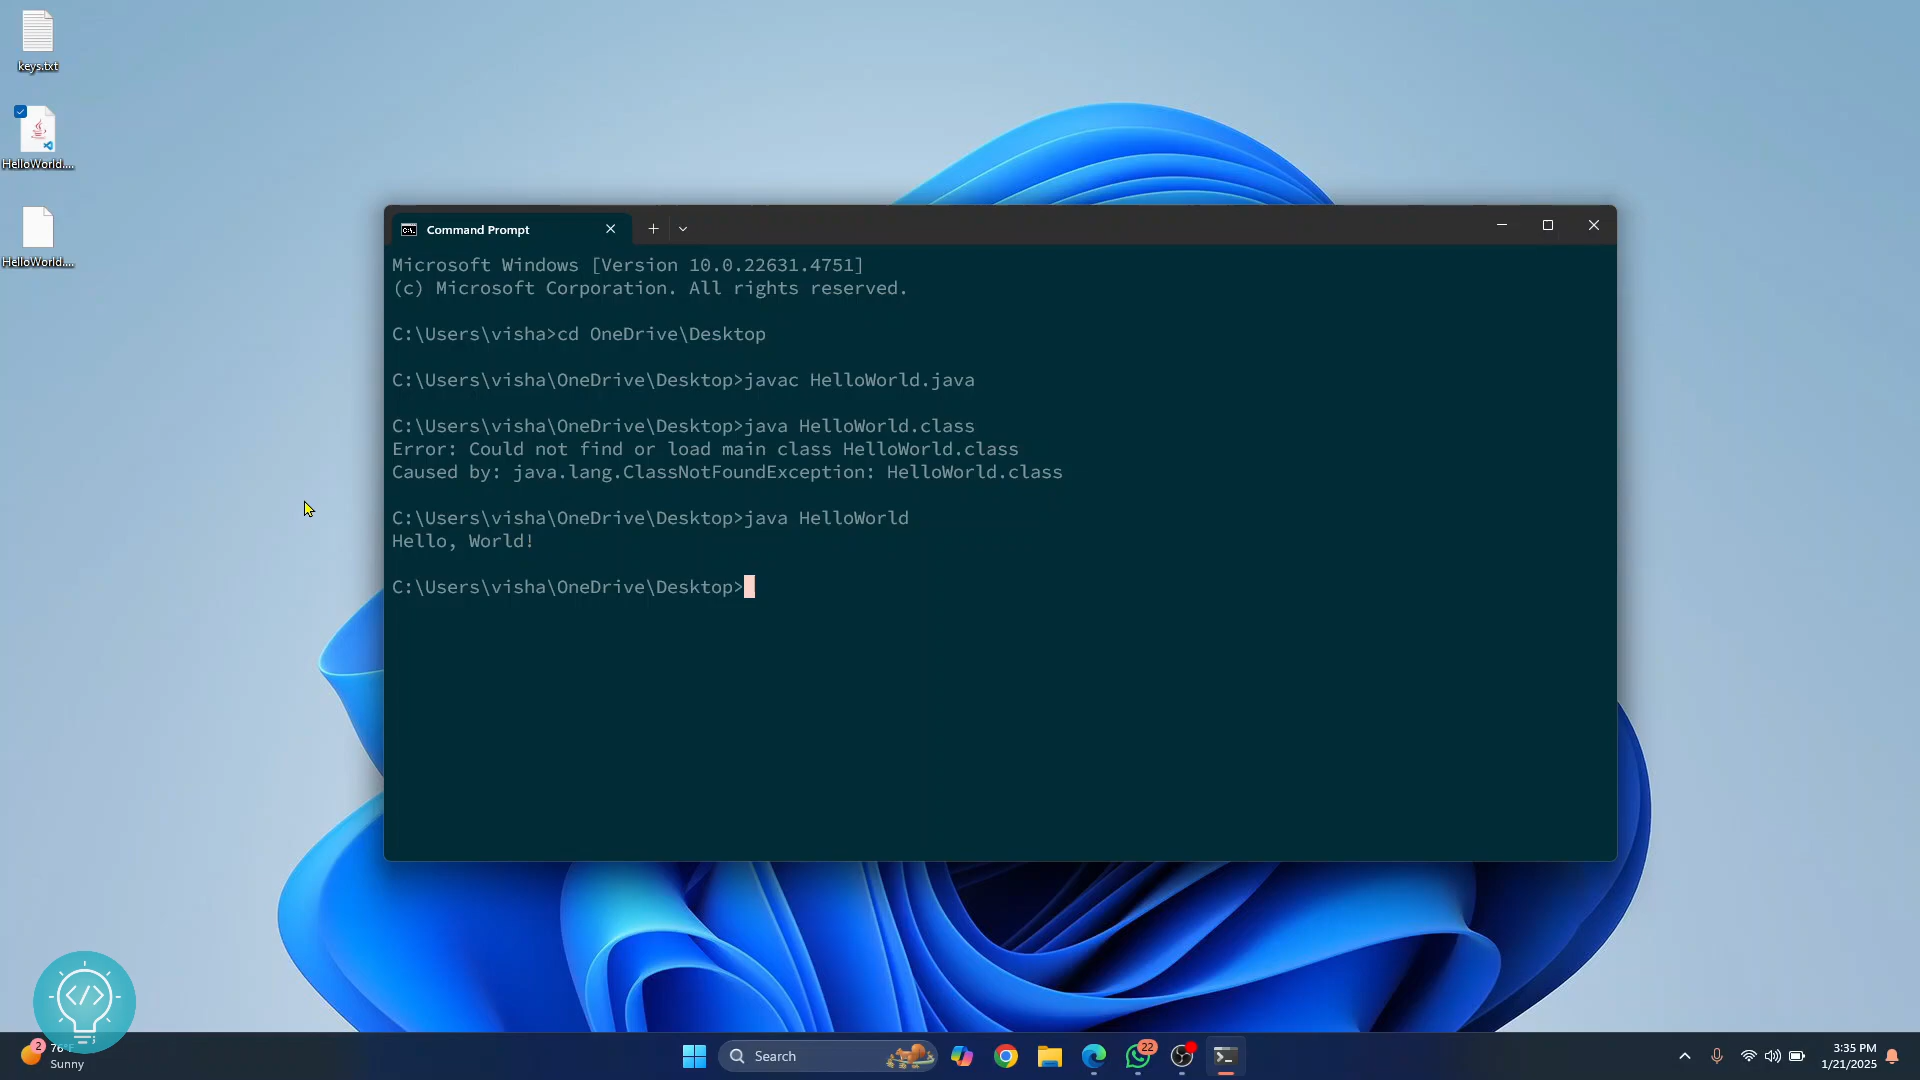 keys.txt
HelloWorld....
HelloWorld....
Command Prompt
Microsoft Windows [Version 10.0.22631.4751]
(c) Microsoft Corporation. All rights reserved.
C:\Users\visha>cd OneDrive\Desktop
C:\Users\visha\OneDrive\Desktop>javac HelloWorld.java
C:\Users\visha\OneDrive\Desktop>java HelloWorld.class
Error: Could not find or load main class HelloWorld.class
Caused by: java.lang.ClassNotFoundException: HelloWorld.class
C:\Users\visha\OneDrive\Desktop>java HelloWorld
Hello, World!
C:\Users\visha\OneDrive\Desktop>
</>
2
76°F
Sunny
Search
22
3:35 PM
1/21/2025